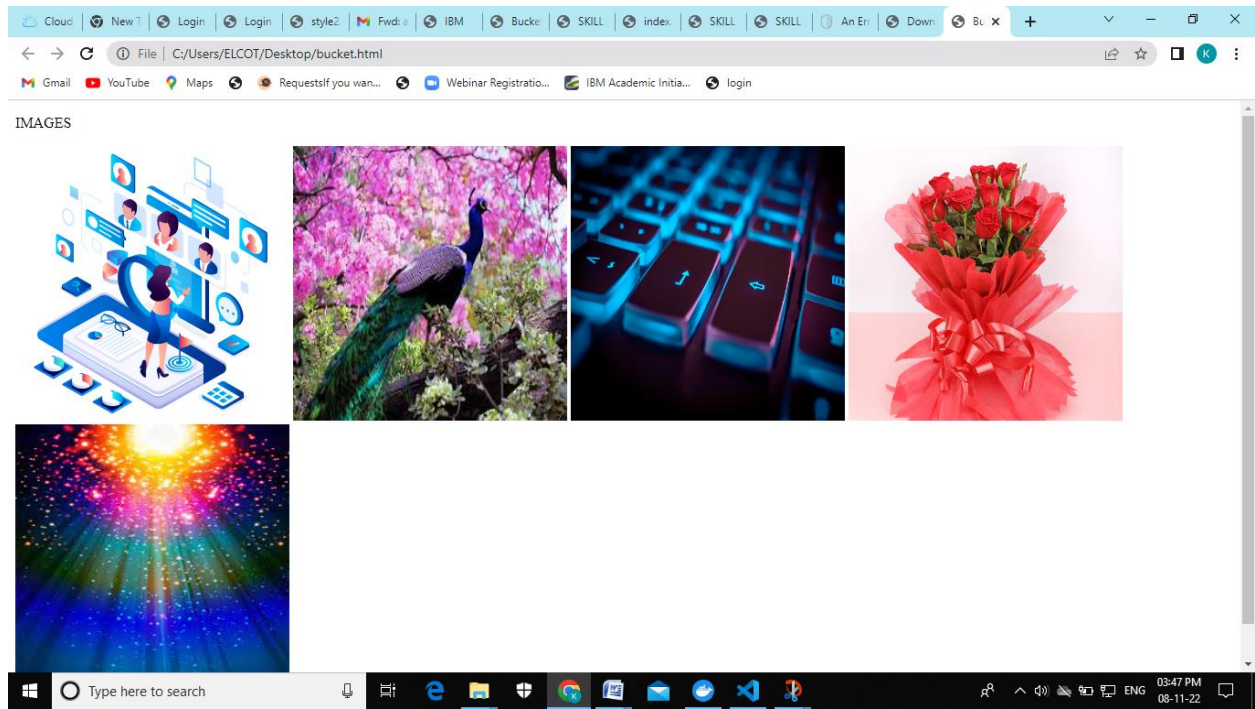 Cloud New T Login Login style2 Fwd: a IBM Bucke SKILL index. SKILL SKILL An Err Down Bu
File C:/Users/ELCOT/Desktop/bucket.html K
Gmail YouTube Maps RequestsIf you wan... Webinar Registratio... IBM Academic Initia... login
IMAGES
Type here to search
ENG
03:47 PM
08-11-22